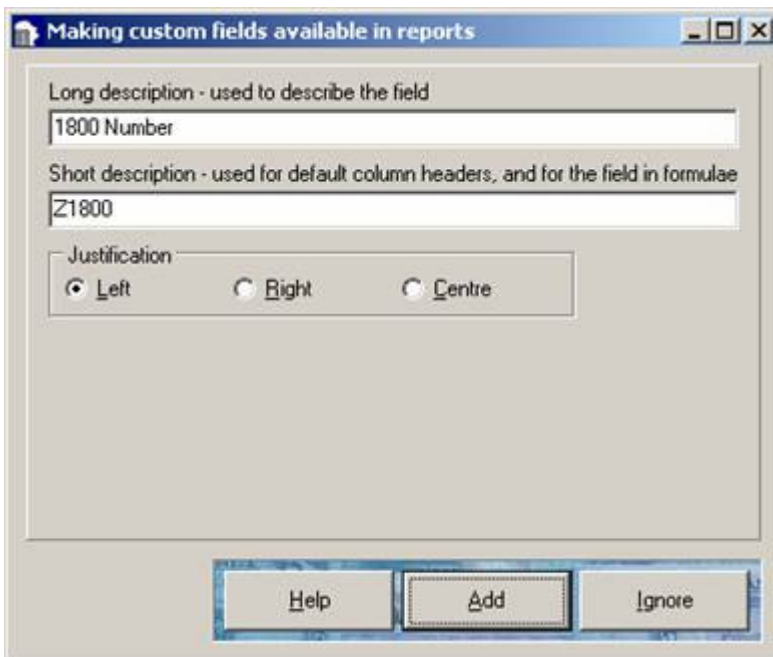 Making custom fields available in reports
Long description - used to describe the field
1800 Number
Short description - used for default column headers, and for the field in formulae
Z1800
Justification
Left Right Centre
Help Add Ignore